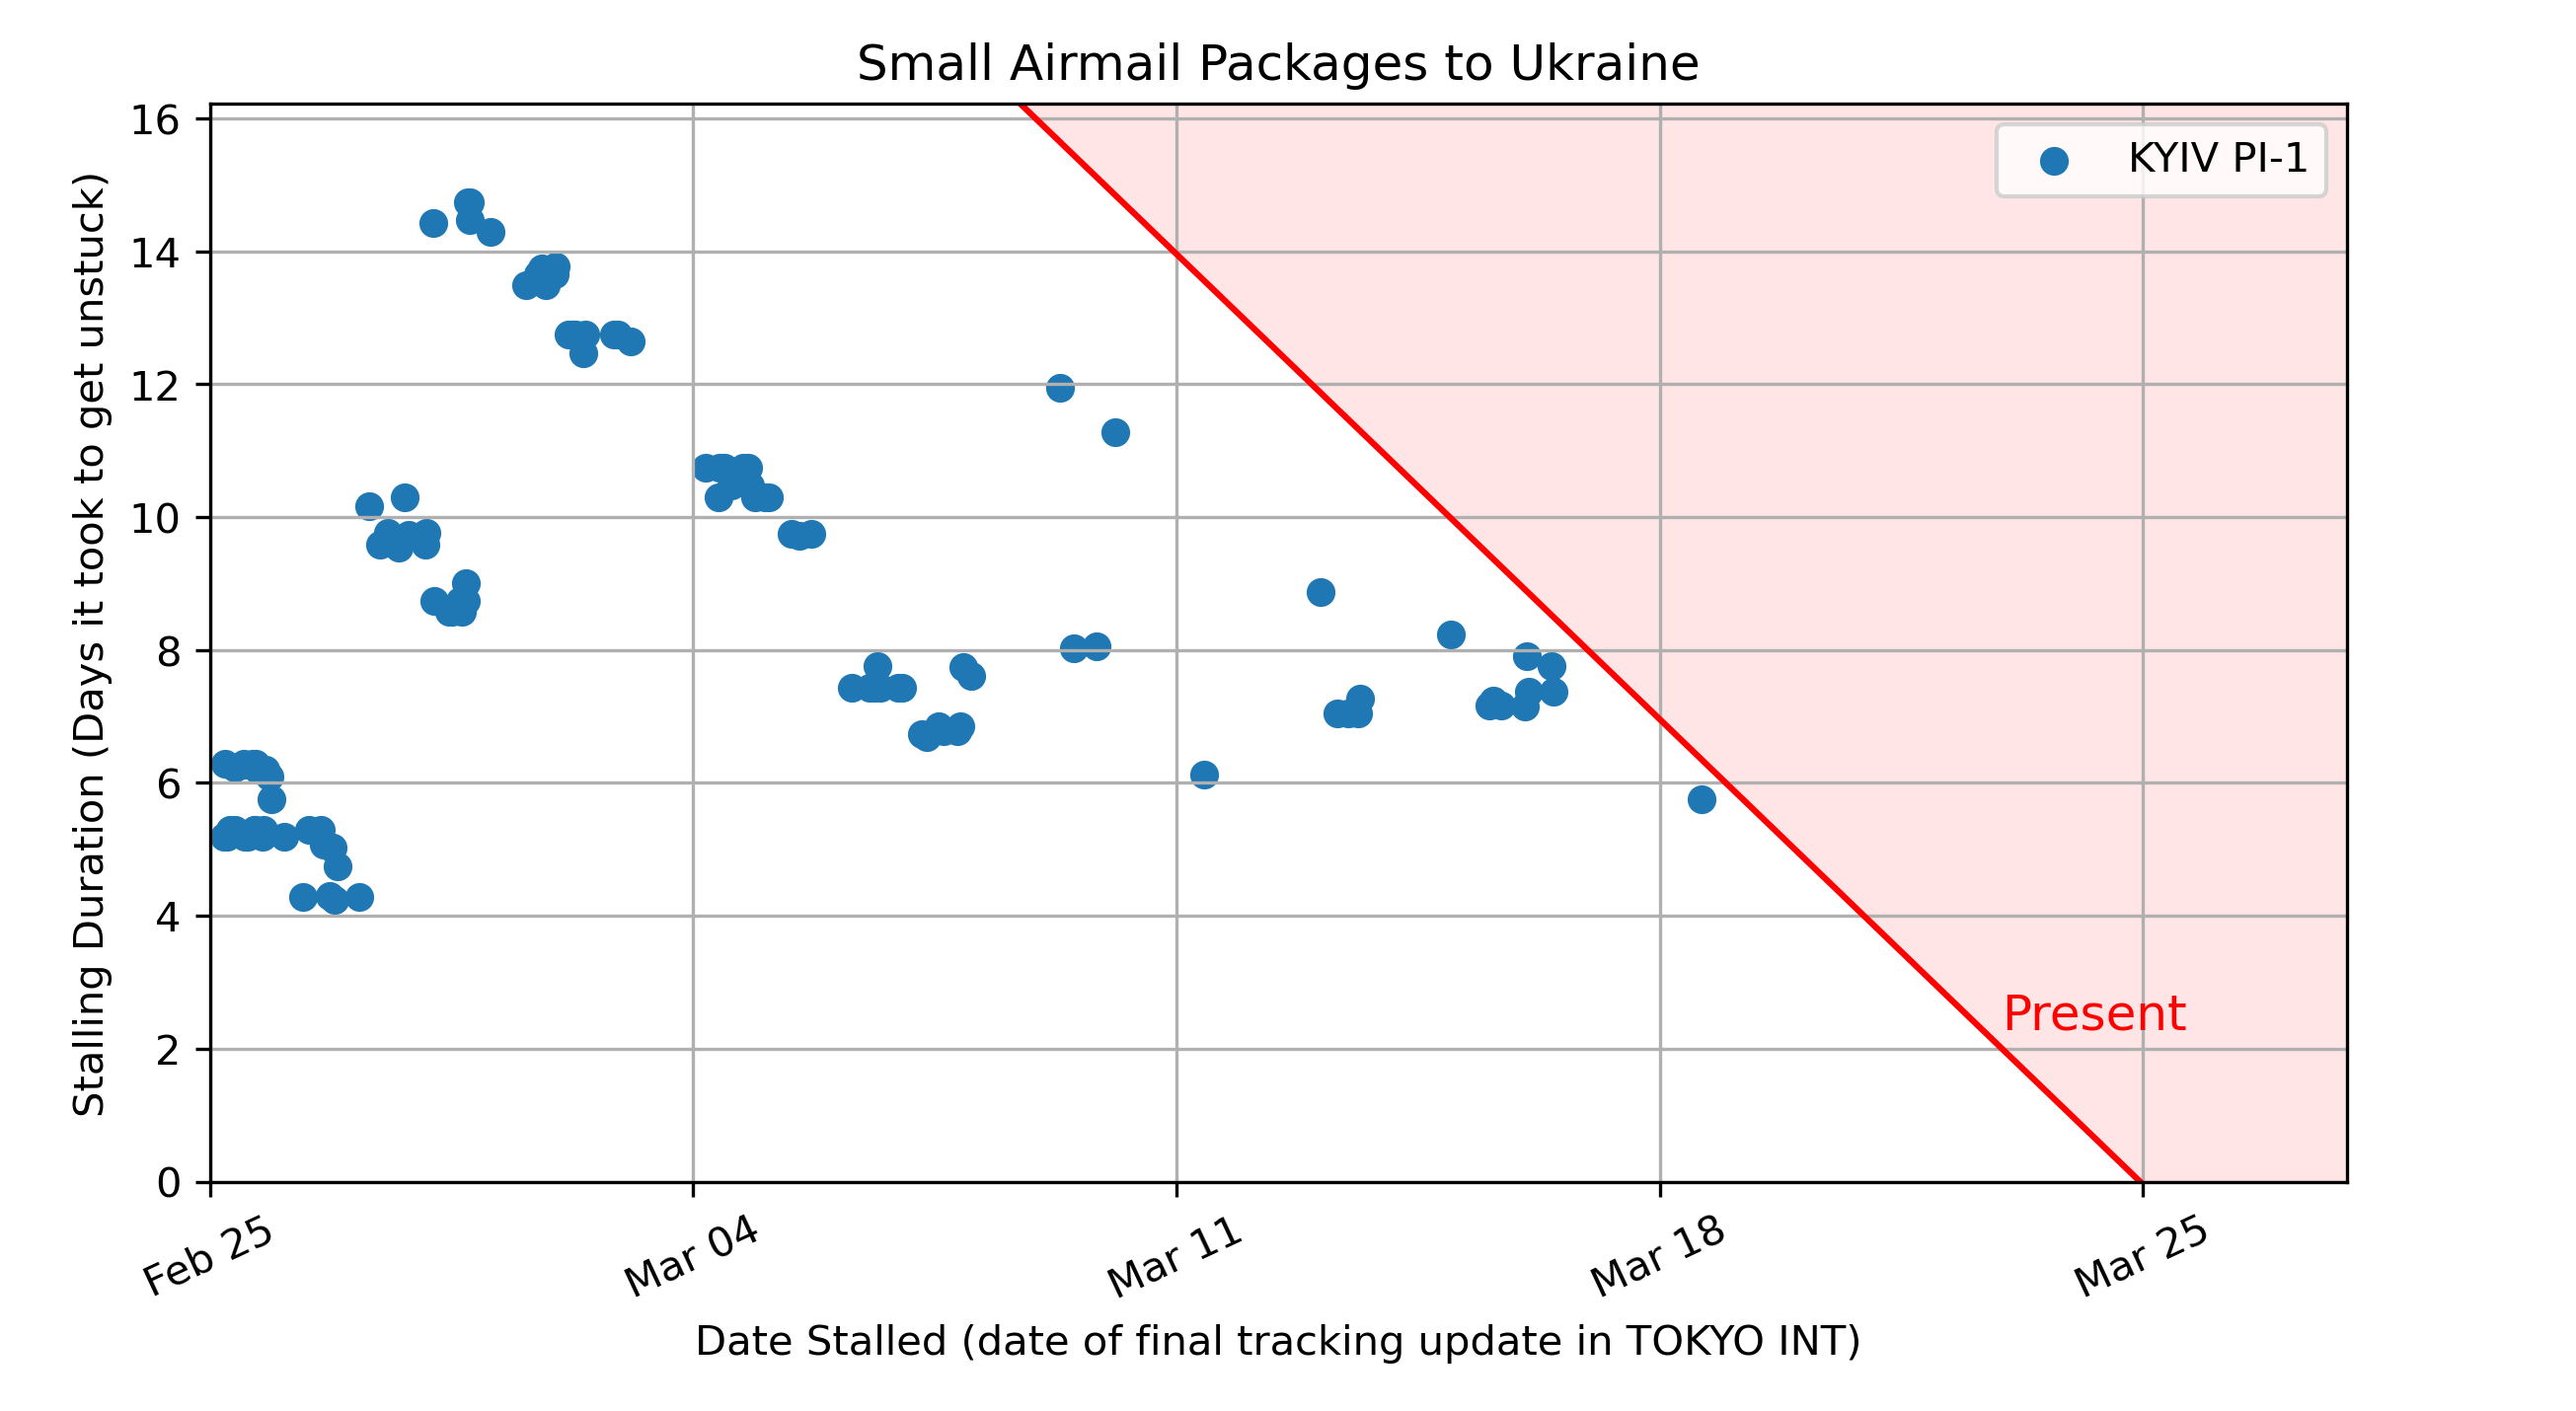 Small Airmail Packages to Ukraine
Stalling Duration (Days it took to get unstuck)
16
14
12
10
8
6
4
2
0
KYIV PI-1
Present
Feb 25
Mar 04
Mar 11
Mar 18
Mar 25
Date Stalled (date of final tracking update in TOKYO INT)